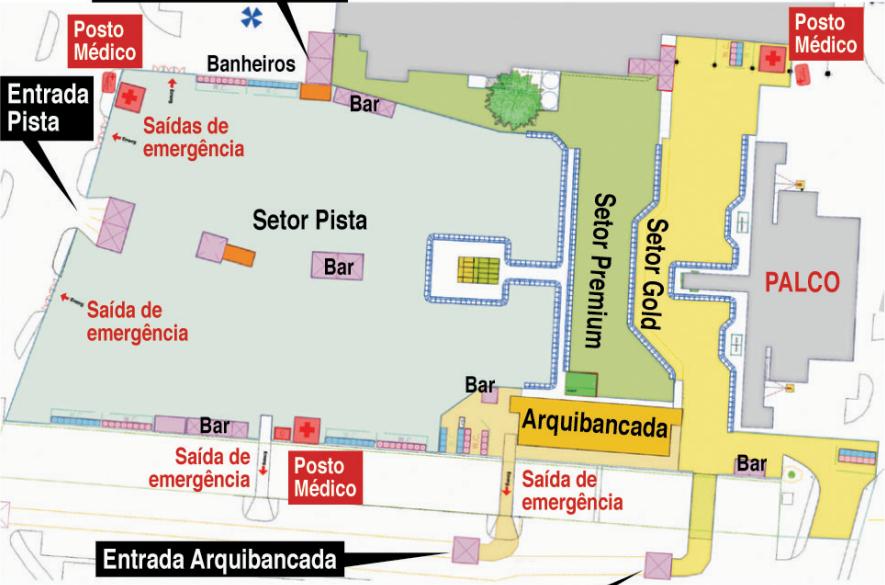 Posto
Médico
Posto
Médico
Banheiros
Entrada
Pista
Bar
Saídas de
emergência
Setor Pista
Setor Premium
Setor Gold
Bar
PALCO
Saída de
emergência
Bar
Arquibancada
Bar
Saída de
emergência
Posto
Médico
Bar
Saída de
emergência
Entrada Arquibancada